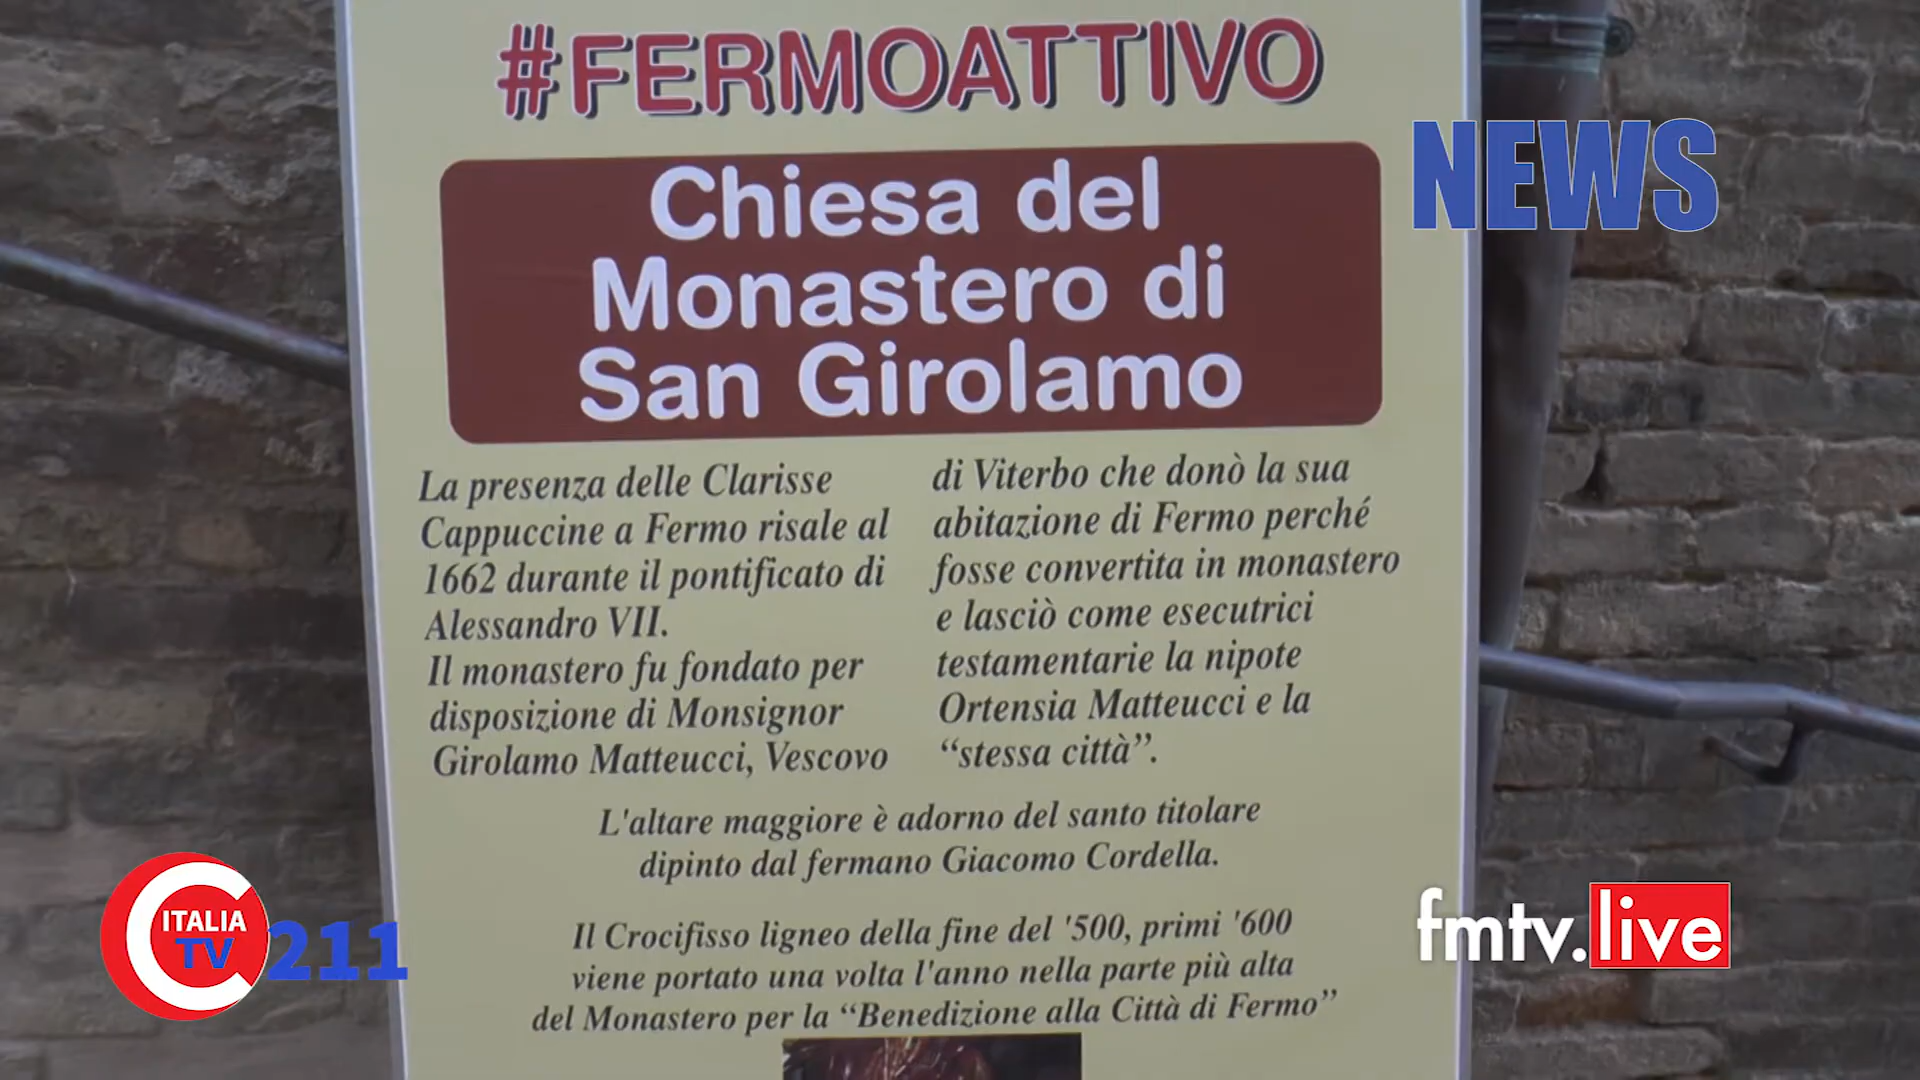 #FERMOATTIVO
NEWS
Chiesa del
Monastero di
San Girolamo
La presenza delle Clarisse
Cappuccine a Fermo risale al
1662 durante il pontificato di
Alessandro VII.
Il monastero fu fondato per
disposizione di Monsignor
Girolamo Matteucci, Vescovo
di Viterbo che donò la sua
abitazione di Fermo perché
fosse convertita in monastero
e lasciò come esecutrici
testamentarie la nipote
Ortensia Matteucci e la
“stessa città”.
L'altare maggiore è adorno del santo titolare
dipinto dal fermano Giacomo Cordella.
Il Crocifisso ligneo della fine del '500, primi '600
viene portato una volta l'anno nella parte più alta
del Monastero per la “Benedizione alla Città di Fermo”
ITALIA
TV
211
fmtv.live